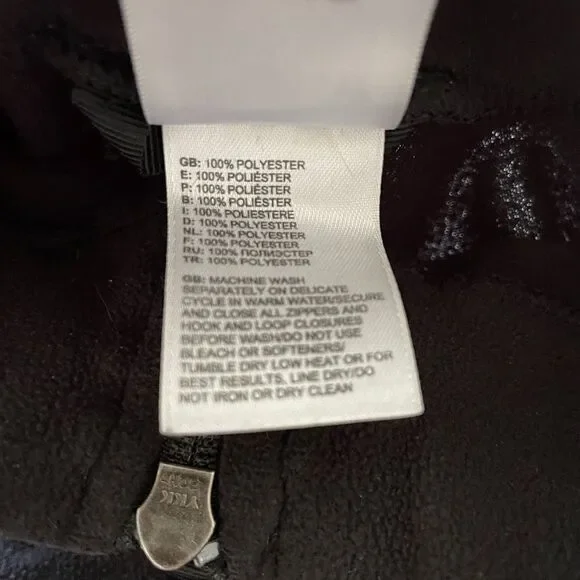 GB: 100% POLYESTER
E: 100% POLIÉSTER
P: 100% POLIÉSTER
B: 100% POLIÉSTER
I: 100% POLIESTERE
D: 100% POLYESTER
NL: 100% POLYESTER
F: 100% POLYESTER
RU: 100% ПОЛИЭСТЕР
TR: 100% POLYESTER
GB: MACHINE WASH
SEPARATELY ON DELICATE
CYCLE IN WARM WATER/SECURE
AND CLOSE ALL ZIPPERS AND
HOOK AND LOOP CLOSURES
BEFORE WASH/DO NOT USE
BLEACH OR SOFTENERS/
TUMBLE DRY LOW HEAT OR FOR
BEST RESULTS, LINE DRY/DO
NOT IRON OR DRY CLEAN
YKK